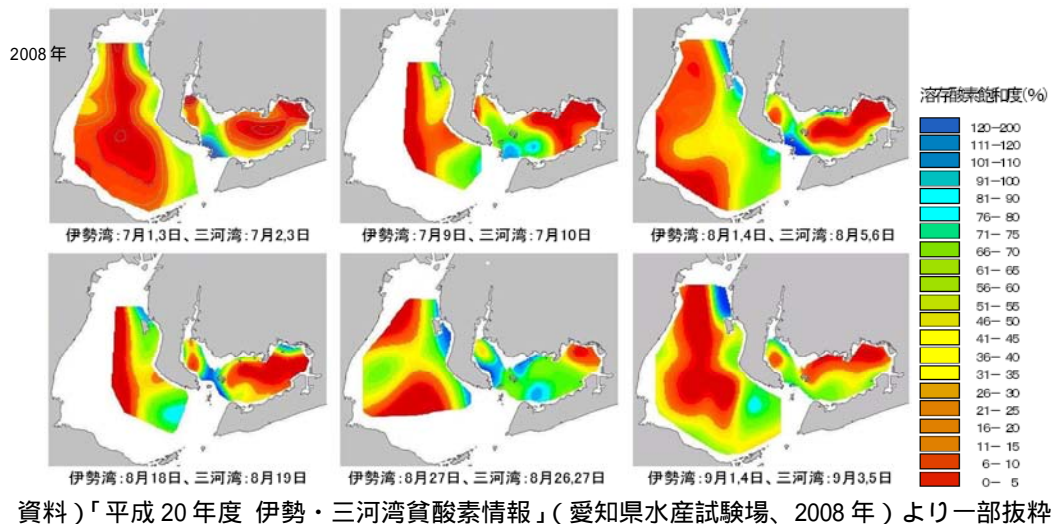 2008年
伊勢湾:7月1,3日、三河湾:7月2,3日
伊勢湾:7月9日、三河湾:7月10日
伊勢湾:8月1,4日、三河湾:8月5,6日
伊勢湾:8月18日、三河湾:8月19日
伊勢湾:8月27日、三河湾:8月26,27日
伊勢湾:9月1,4日、三河湾:9月3,5日
溶存酸素飽和度(%)
120-200
111-120
101-110
91-100
81- 90
76- 80
71- 75
66- 70
61- 65
56- 60
51- 55
46- 50
41- 45
36- 40
31- 35
26- 30
21- 25
16- 20
11- 15
6- 10
0- 5
資料)「平成20年度 伊勢・三河湾貧酸素情報」(愛知県水産試験場、2008年)より一部抜粋